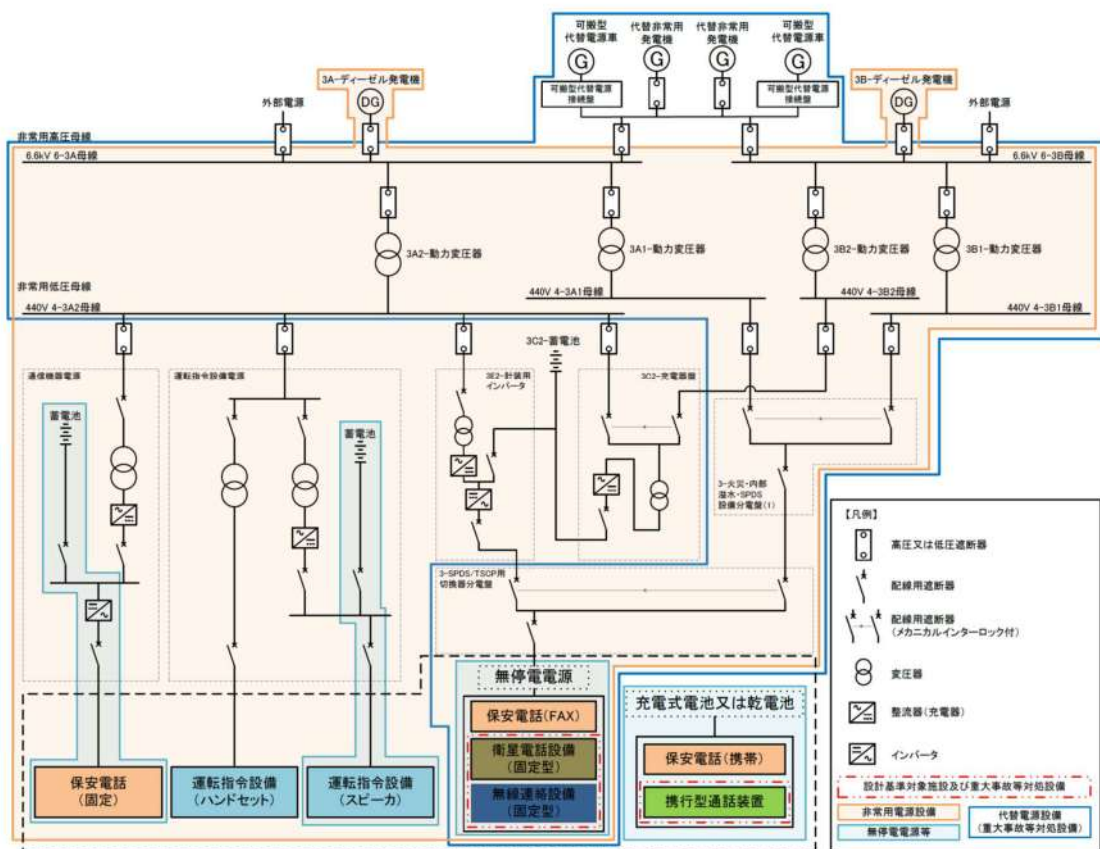 可搬型
代替電源車
G
代替非常用
発電機
G
代替非常用
発電機
G
可搬型
代替電源車
G
可搬型代替電源
接続盤
可搬型代替電源
接続盤
3A-ディーゼル発電機
DG
3B-ディーゼル発電機
DG
外部電源
外部電源
非常用高圧母線
6.6kV 6-3A母線
6.6kV 6-3B母線
3A2-動力変圧器
3A1-動力変圧器
3B2-動力変圧器
3B1-動力変圧器
非常用低圧母線
440V 4-3A2母線
440V 4-3A1母線
440V 4-3B2母線
440V 4-3B1母線
通信機器電源
蓄電池
運転指令設備電源
蓄電池
3E2-計装用
インバータ
3C2-蓄電池
3C2-充電器盤
3-火災・内部
溢水・SPDS
設備分電盤(1)
3-SPDS/TSCP用
切換器分電盤
無停電電源
保安電話(FAX)
衛星電話設備
(固定型)
無線連絡設備
(固定型)
充電式電池又は乾電池
保安電話(携帯)
携行型通話装置
保安電話
(固定)
運転指令設備
(ハンドセット)
運転指令設備
(スピーカ)
【凡例】
高圧又は低圧遮断器
配線用遮断器
配線用遮断器
(メカニカルインターロック付)
変圧器
整流器(充電器)
インバータ
設計基準対象施設及び重大事故等対処設備
非常用電源設備
無停電電源等
代替電源設備
(重大事故等対処設備)